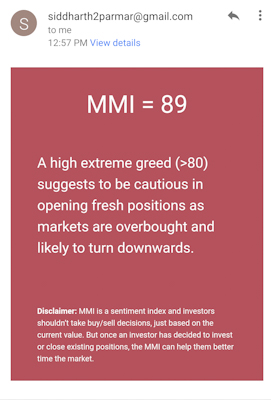 S
siddharth2parmar@gmail.com
to me
12:57 PM View details
MMI = 89
A high extreme greed (>80)
suggests to be cautious in
opening fresh positions as
markets are overbought and
likely to turn downwards.
Disclaimer: MMI is a sentiment index and investors
shouldn't take buy/sell decisions, just based on the
current value. But once an investor has decided to invest
or close existing positions, the MMI can help them better
time the market.